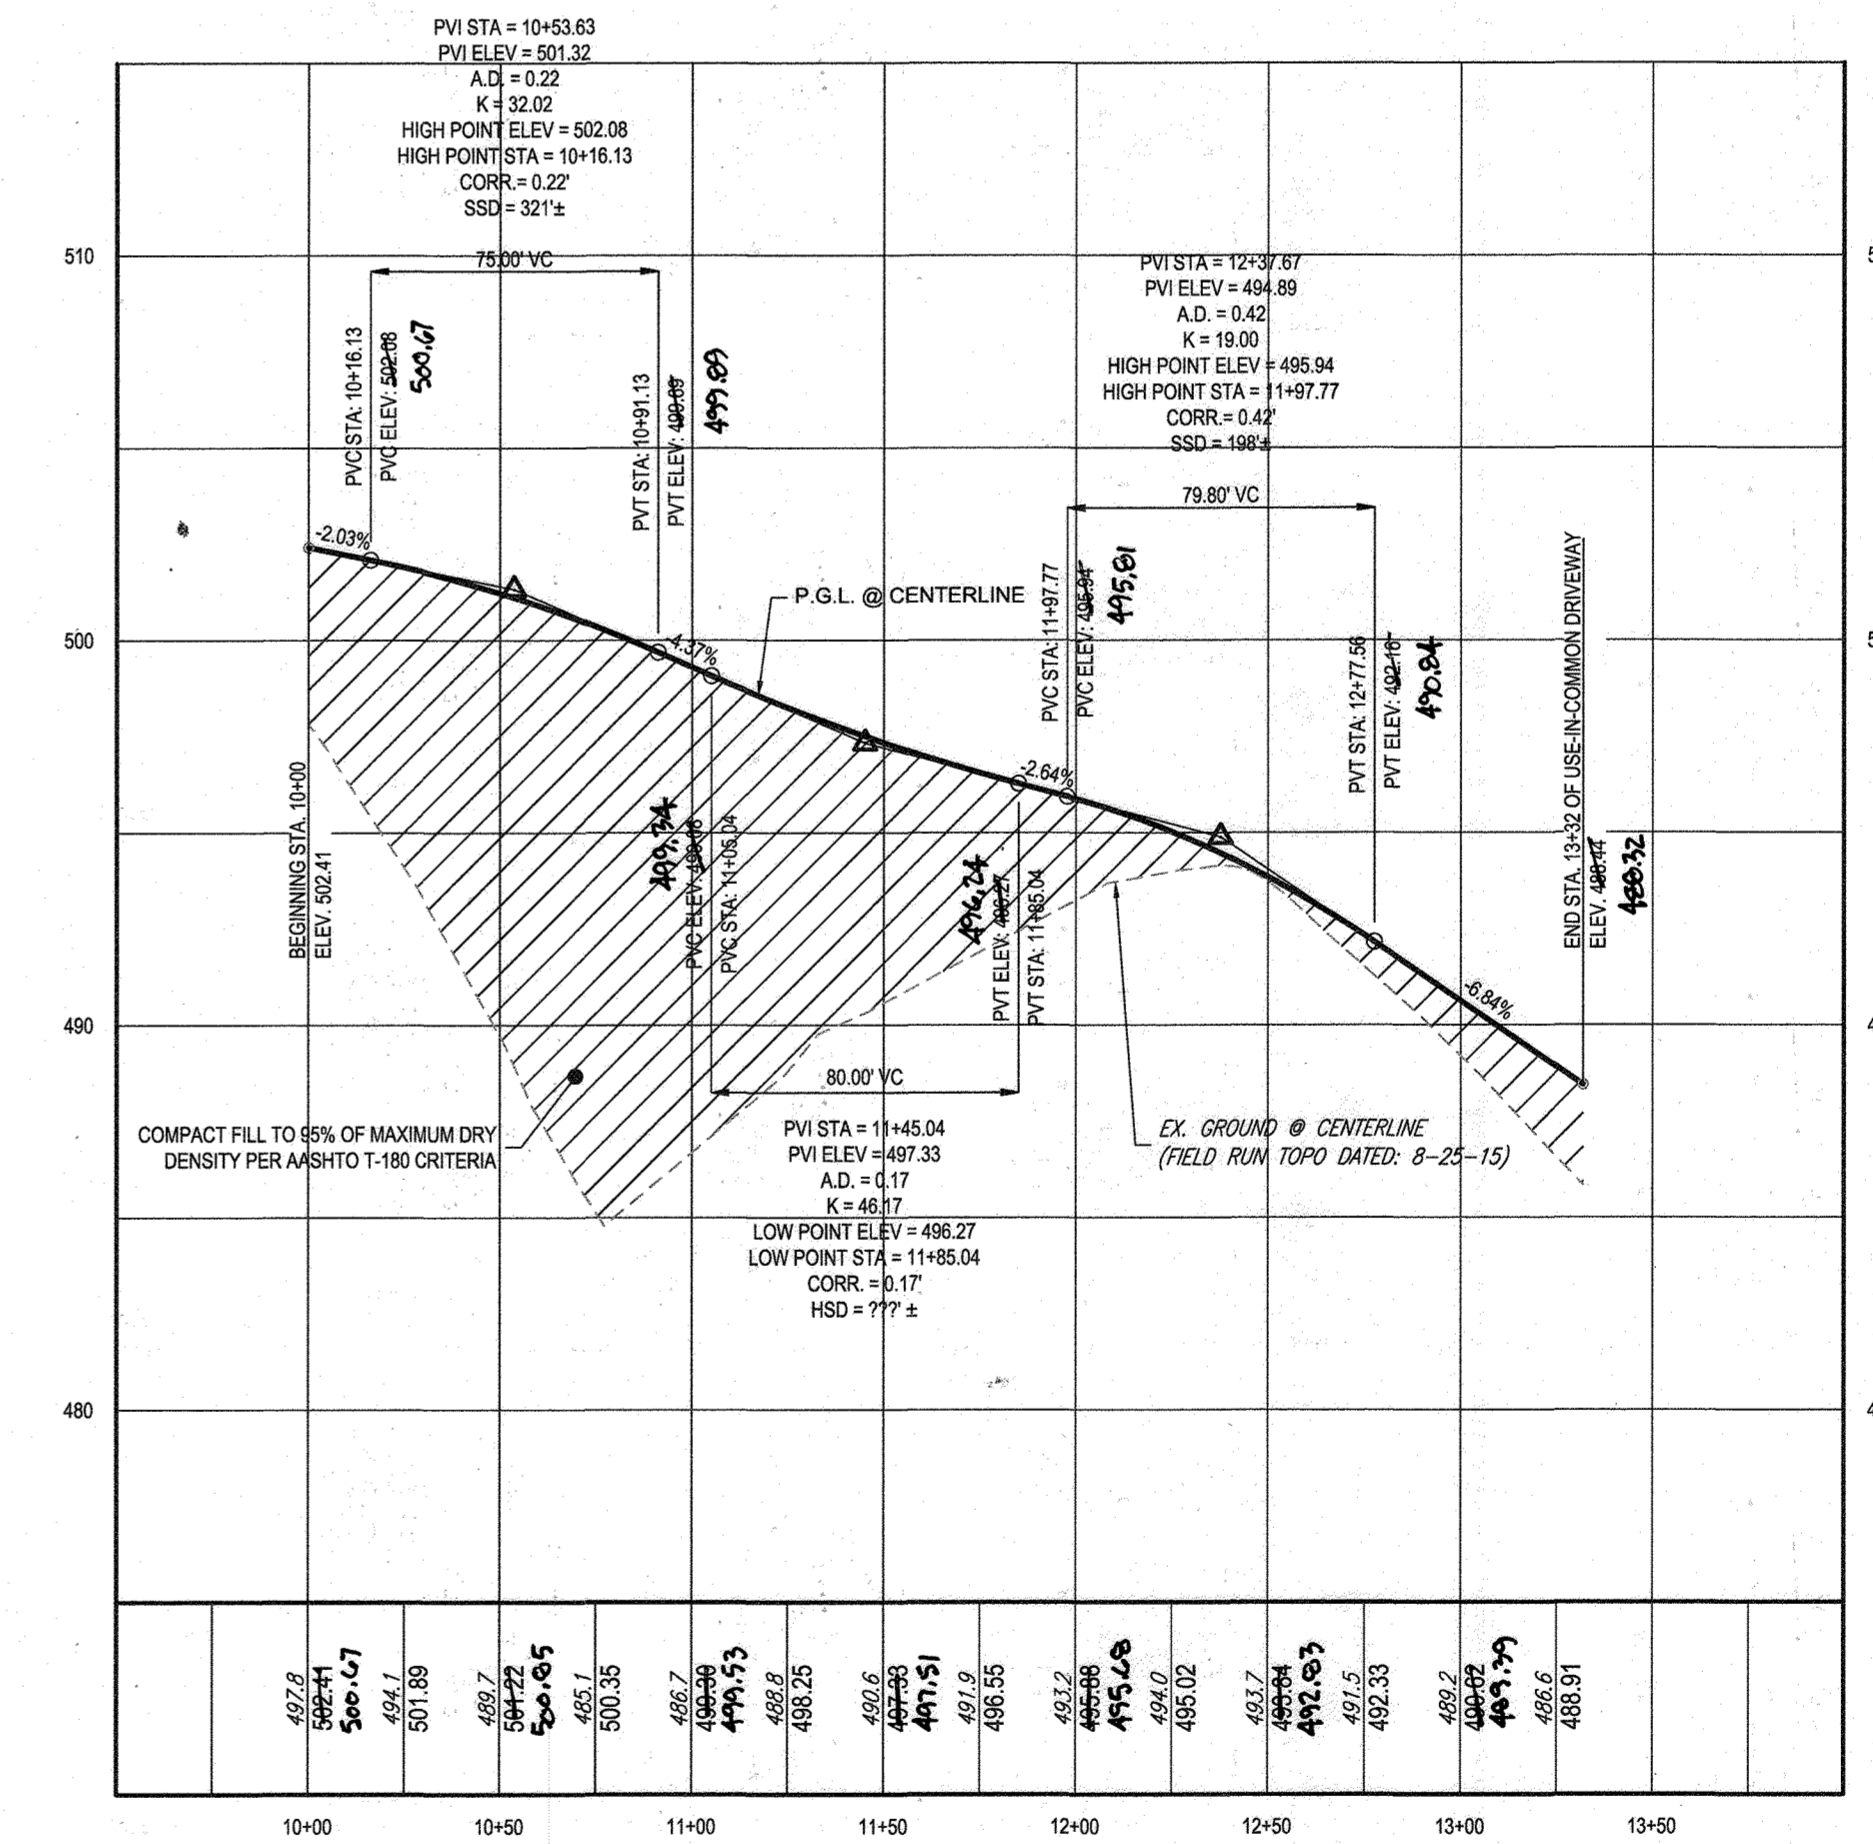 PVI STA = 10+53.63
PVI ELEV = 501.32
A.D. = 0.22
K = 32.02
HIGH POINT ELEV = 502.08
HIGH POINT STA = 10+16.13
CORR.= 0.22'
SSD = 321'±
510
75.00' VC
PVC STA: 10+16.13
PVC ELEV: 502.08
500.67
PVT STA: 10+91.13
PVT ELEV: 499.69
499.89
PVI STA = 12+37.67
PVI ELEV = 494.89
A.D. = 0.42
K = 19.00
HIGH POINT ELEV = 495.94
HIGH POINT STA = 11+97.77
CORR.= 0.42'
SSD = 198'±
79.80' VC
-2.03%
P.G.L. @ CENTERLINE
PVC STA: 11+97.77
PVC ELEV: 495.94
495.81
500
-4.37%
PVT STA: 12+77.56
PVT ELEV: 492.16
490.84
END STA. 13+32 OF USE-IN-COMMON DRIVEWAY
ELEV. 488.44
488.32
-2.64%
BEGINNING STA. 10+00
ELEV. 502.41
499.34
PVC ELEV: 499.08
PVC STA: 11+05.04
496.24
PVT ELEV: 496.27
PVT STA: 11+85.04
-6.84%
490
80.00' VC
COMPACT FILL TO 95% OF MAXIMUM DRY
DENSITY PER AASHTO T-180 CRITERIA
EX. GROUND @ CENTERLINE
(FIELD RUN TOPO DATED: 8-25-15)
PVI STA = 11+45.04
PVI ELEV = 497.33
A.D. = 0.17
K = 46.17
LOW POINT ELEV = 496.27
LOW POINT STA = 11+85.04
CORR. = 0.17'
HSD = ???' ±
480
497.8
502.41
500.67
494.1
501.89
489.7
501.22
500.85
485.1
500.35
486.7
499.30
499.53
488.8
498.25
490.6
497.33
497.51
491.9
496.55
493.2
495.88
495.68
494.0
495.02
493.7
493.84
492.83
491.5
492.33
489.2
490.62
489.39
486.6
488.91
10+00
10+50
11+00
11+50
12+00
12+50
13+00
13+50